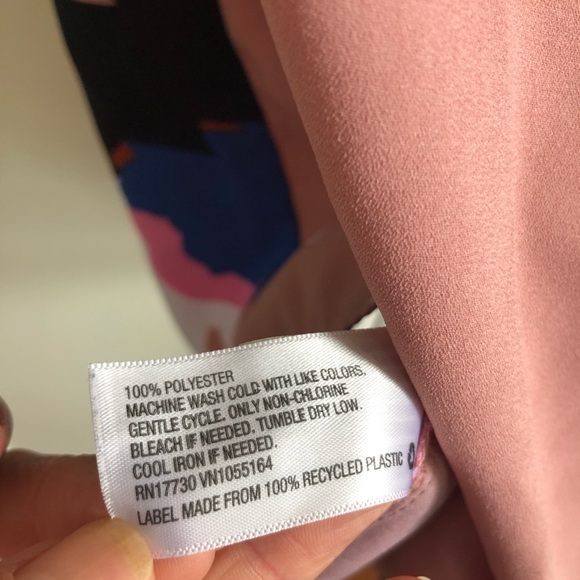 100% POLYESTER
MACHINE WASH COLD WITH LIKE COLORS.
GENTLE CYCLE. ONLY NON-CHLORINE
BLEACH IF NEEDED. TUMBLE DRY LOW.
COOL IRON IF NEEDED.
RN17730 VN1055164
LABEL MADE FROM 100% RECYCLED PLASTIC